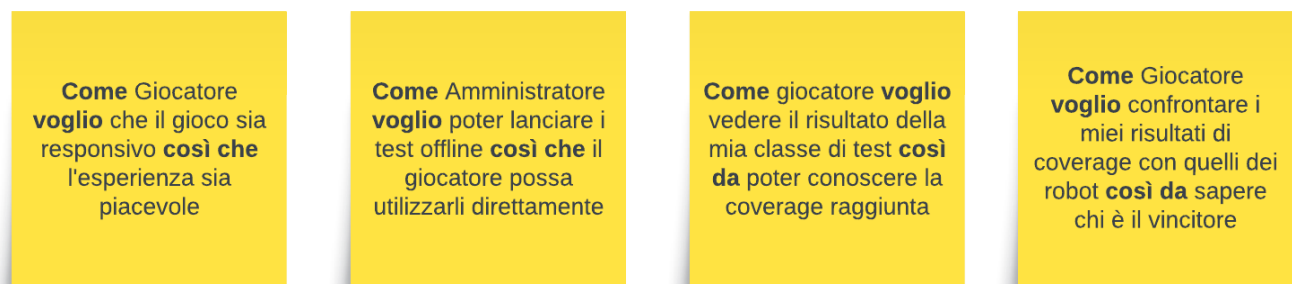 Come Giocatore
voglio che il gioco sia
responsivo così che
l'esperienza sia
piacevole
Come Amministratore
voglio poter lanciare i
test offline così che il
giocatore possa
utilizzarli direttamente
Come giocatore voglio
vedere il risultato della
mia classe di test così
da poter conoscere la
coverage raggiunta
Come Giocatore
voglio confrontare i
miei risultati di
coverage con quelli dei
robot così da sapere
chi è il vincitore